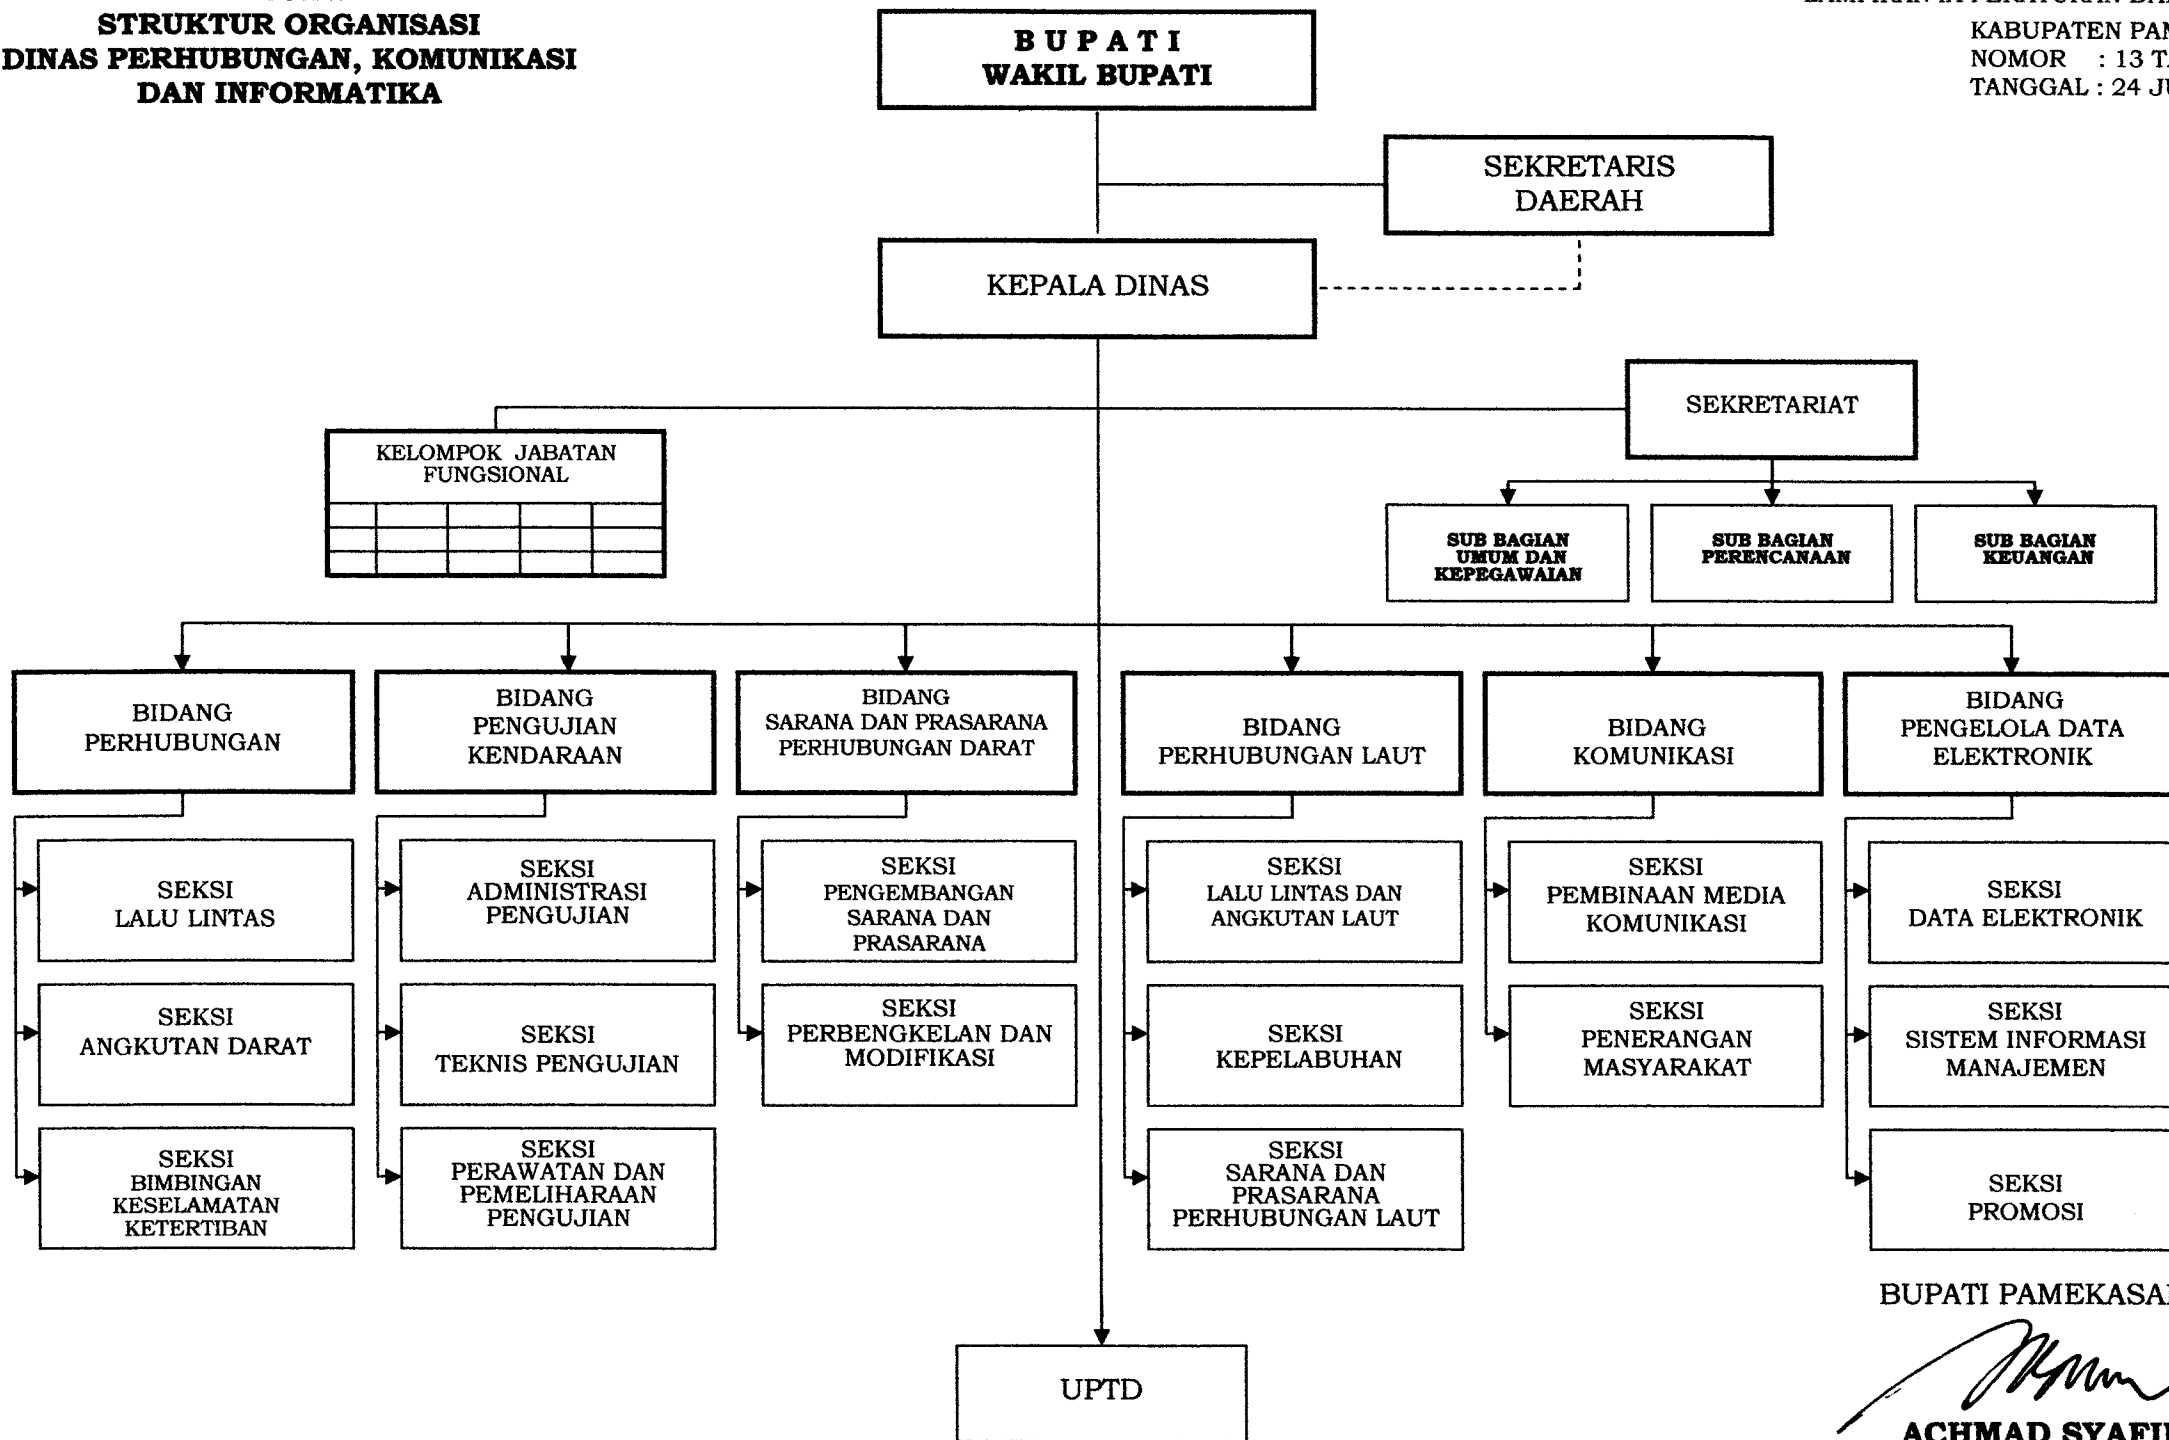 STRUKTUR ORGANISASI
DINAS PERHUBUNGAN, KOMUNIKASI
DAN INFORMATIKA
B U P A T I
WAKIL BUPATI
KABUPATEN
NOMOR : 13
TANGGAL : 24
SEKRETARIS
DAERAH
KEPALA DINAS
SEKRETARIAT
KELOMPOK JABATAN
FUNGSIONAL
SUB BAGIAN
UMUM DAN
KEPEGAWAIAN
SUB BAGIAN
PERENCANAAN
SUB BAGIAN
KEUANGAN
BIDANG
PERHUBUNGAN
BIDANG
PENGUJIAN
KENDARAAN
BIDANG
SARANA DAN PRASARANA
PERHUBUNGAN DARAT
BIDANG
PERHUBUNGAN LAUT
BIDANG
KOMUNIKASI
BIDANG
PENGELOLA DATA
ELEKTRONIK
SEKSI
LALU LINTAS
SEKSI
ADMINISTRASI
PENGUJIAN
SEKSI
PENGEMBANGAN
SARANA DAN
PRASARANA
SEKSI
LALU LINTAS DAN
ANGKUTAN LAUT
SEKSI
PEMBINAAN MEDIA
KOMUNIKASI
SEKSI
DATA ELEKTRONIK
SEKSI
ANGKUTAN DARAT
SEKSI
TEKNIS PENGUJIAN
SEKSI
PERBENGKELAN DAN
MODIFIKASI
SEKSI
KEPELABUHAN
SEKSI
PENERANGAN
MASYARAKAT
SEKSI
SISTEM INFORMASI
MANAJEMEN
SEKSI
BIMBINGAN
KESELAMATAN
KETERTIBAN
SEKSI
PERAWATAN DAN
PEMELIHARAAN
PENGUJIAN
SEKSI
SARANA DAN
PRASARANA
PERHUBUNGAN LAUT
SEKSI
PROMOSI
BUPATI
UPTD
ACHMAD